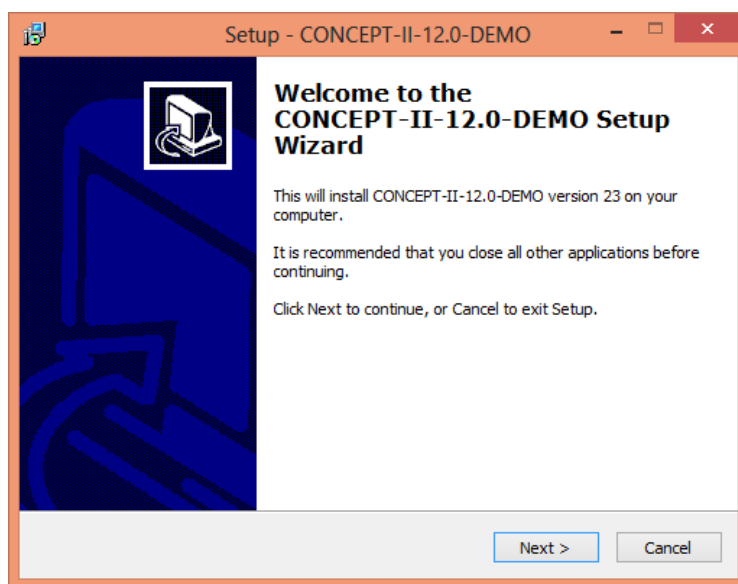 Setup - CONCEPT-II-12.0-DEMO
Welcome to the
CONCEPT-II-12.0-DEMO Setup
Wizard
This will install CONCEPT-II-12.0-DEMO version 23 on your
computer.
It is recommended that you close all other applications before
continuing.
Click Next to continue, or Cancel to exit Setup.
Next >
Cancel